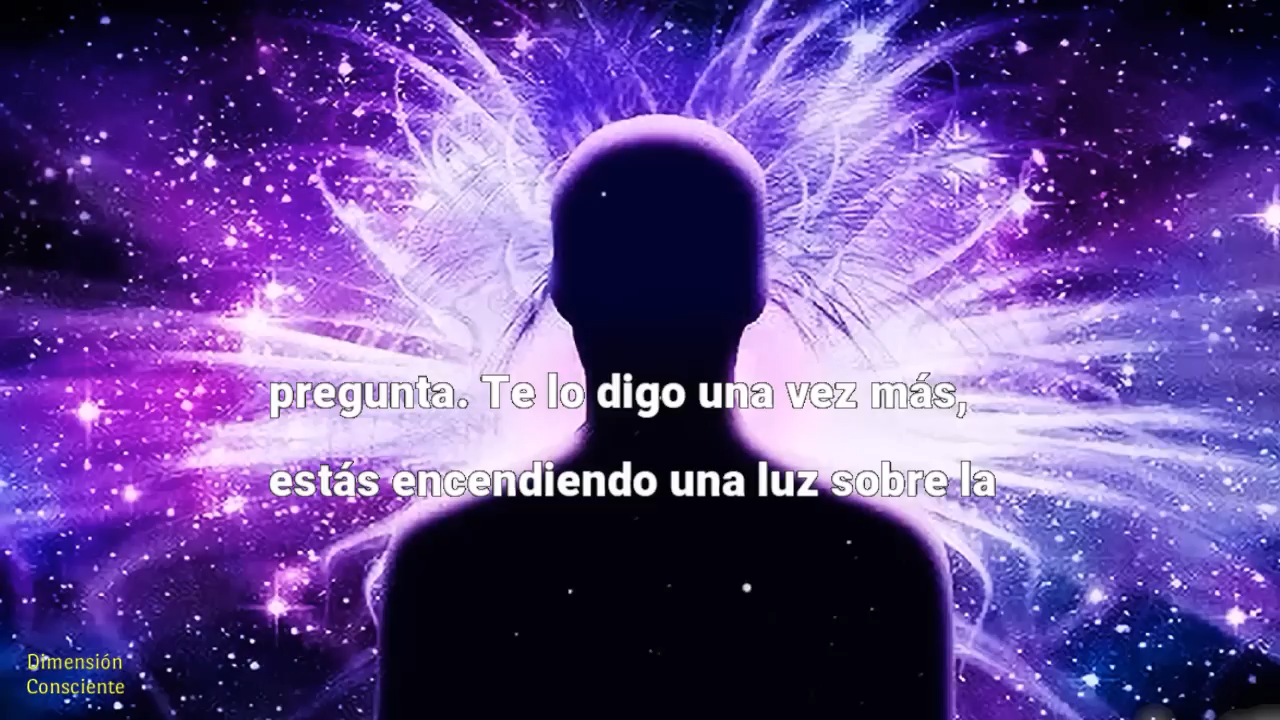 pregunta. Te lo digo una vez más,
estás encendiendo una luz sobre la
Dimensión
Consciente